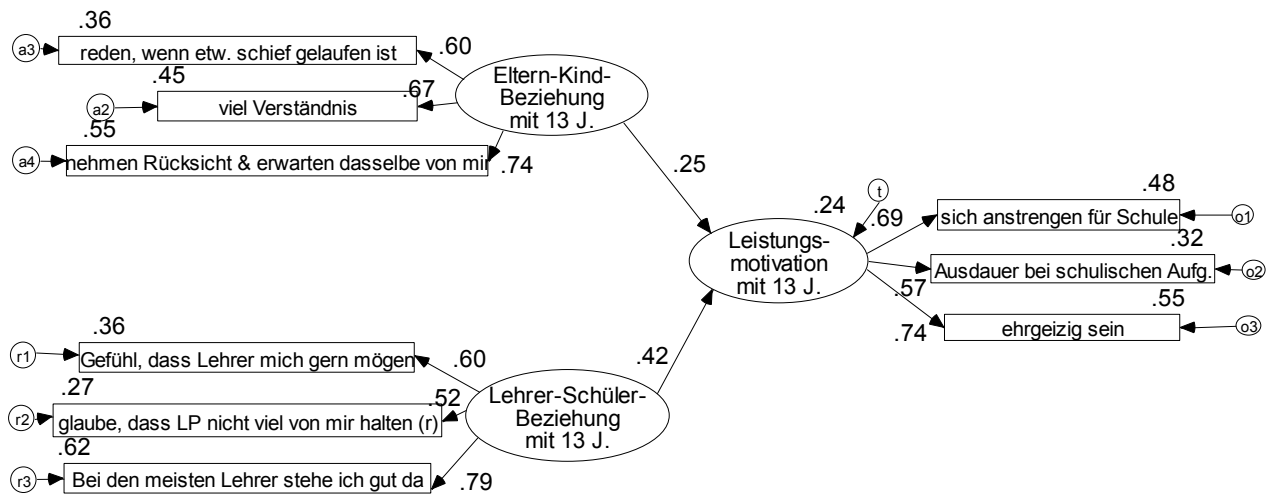 .36
a3
reden, wenn etw. schief gelaufen ist
.60
.45
a2
viel Verständnis
.67
.55
a4
nehmen Rücksicht & erwarten dasselbe von mir
.74
Eltern-Kind-
Beziehung
mit 13 J.
.25
.36
r1
Gefühl, dass Lehrer mich gern mögen
.60
.27
r2
glaube, dass LP nicht viel von mir halten (r)
.52
.62
r3
Bei den meisten Lehrer stehe ich gut da
.79
Lehrer-Schüler-
Beziehung
mit 13 J.
.42
t
.24
Leistungs-
motivation
mit 13 J.
.69
.48
sich anstrengen für Schule
o1
.57
.32
Ausdauer bei schulischen Aufg.
o2
.74
.55
ehrgeizig sein
o3